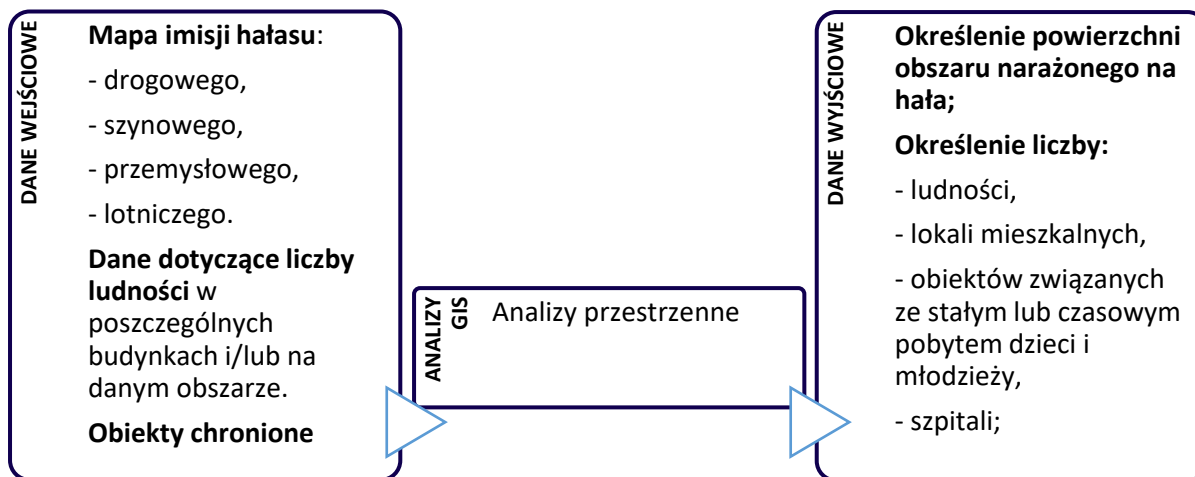 DANE WEJŚCIOWE
Mapa imisji hałasu:
- drogowego,
- szynowego,
- przemysłowego,
- lotniczego.
Dane dotyczące liczby
ludności w
poszczególnych
budynkach i/lub na
danym obszarze.
Obiekty chronione
ANALIZY
GIS
Analizy przestrzenne
DANE WYJŚCIOWE
Określenie powierzchni
obszaru narażonego na
hała;
Określenie liczby:
- ludności,
- lokali mieszkalnych,
- obiektów związanych
ze stałym lub czasowym
pobytem dzieci i
młodzieży,
- szpitali;